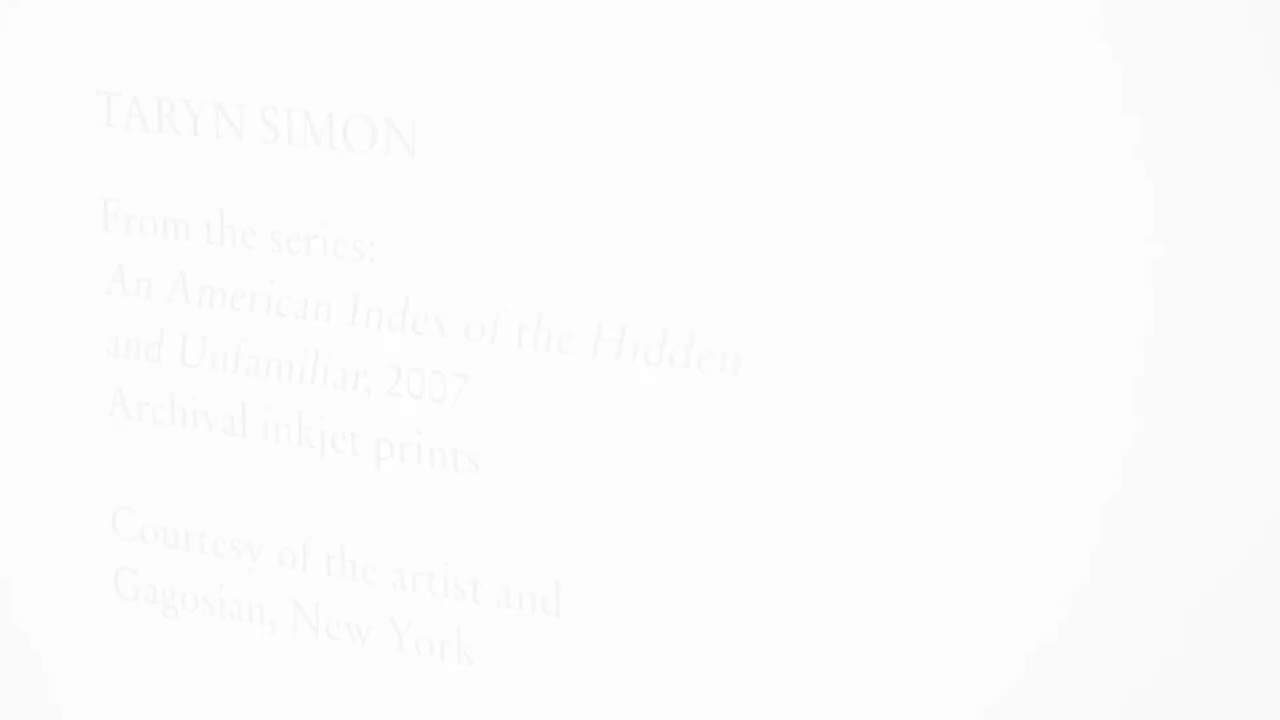 TARYN SIMON
From the series:
An American Index of the Hidden
and Unfamiliar, 2007
Archival inkjet prints
Courtesy of the artist and
Gagosian, New York